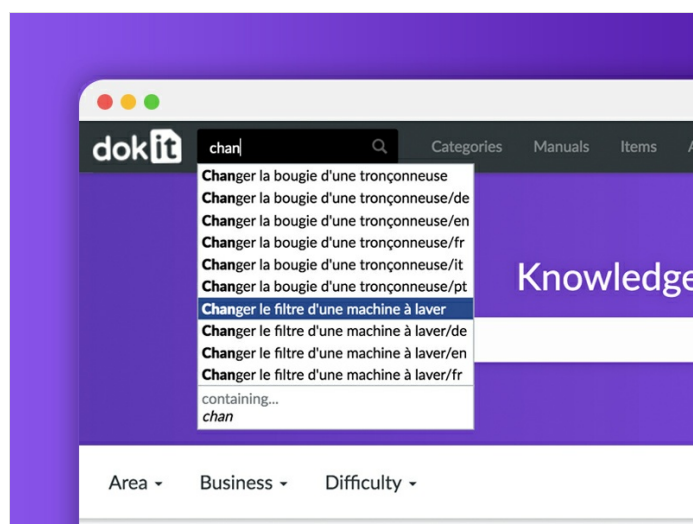 dokit
chan
Categories
Manuals
Items
Changer la bougie d'une tronçonneuse
Changer la bougie d'une tronçonneuse/de
Changer la bougie d'une tronçonneuse/en
Changer la bougie d'une tronçonneuse/fr
Changer la bougie d'une tronçonneuse/it
Changer la bougie d'une tronçonneuse/pt
Changer le filtre d'une machine à laver
Changer le filtre d'une machine à laver/de
Changer le filtre d'une machine à laver/en
Changer le filtre d'une machine à laver/fr
containing...
chan
Knowledge
Area
Business
Difficulty